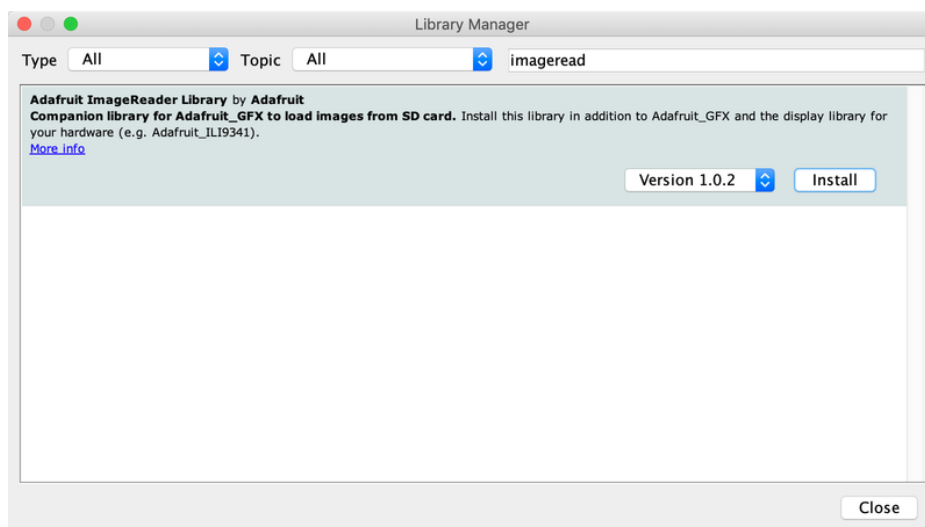 Library Manager
Type All Topic All imageread
Adafruit ImageReader Library by Adafruit
Companion library for Adafruit_GFX to load images from SD card. Install this library in addition to Adafruit_GFX and the display library for
your hardware (e.g. Adafruit_ILI9341).
More info
Version 1.0.2 Install
Close